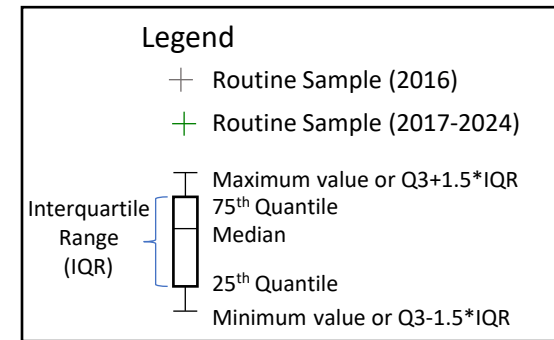 Legend
Routine Sample (2016)
Routine Sample (2017-2024)
Maximum value or Q3+1.5*IQR
75th Quantile
Median
Interquartile
Range
(IQR)
25th Quantile
Minimum value or Q3-1.5*IQR